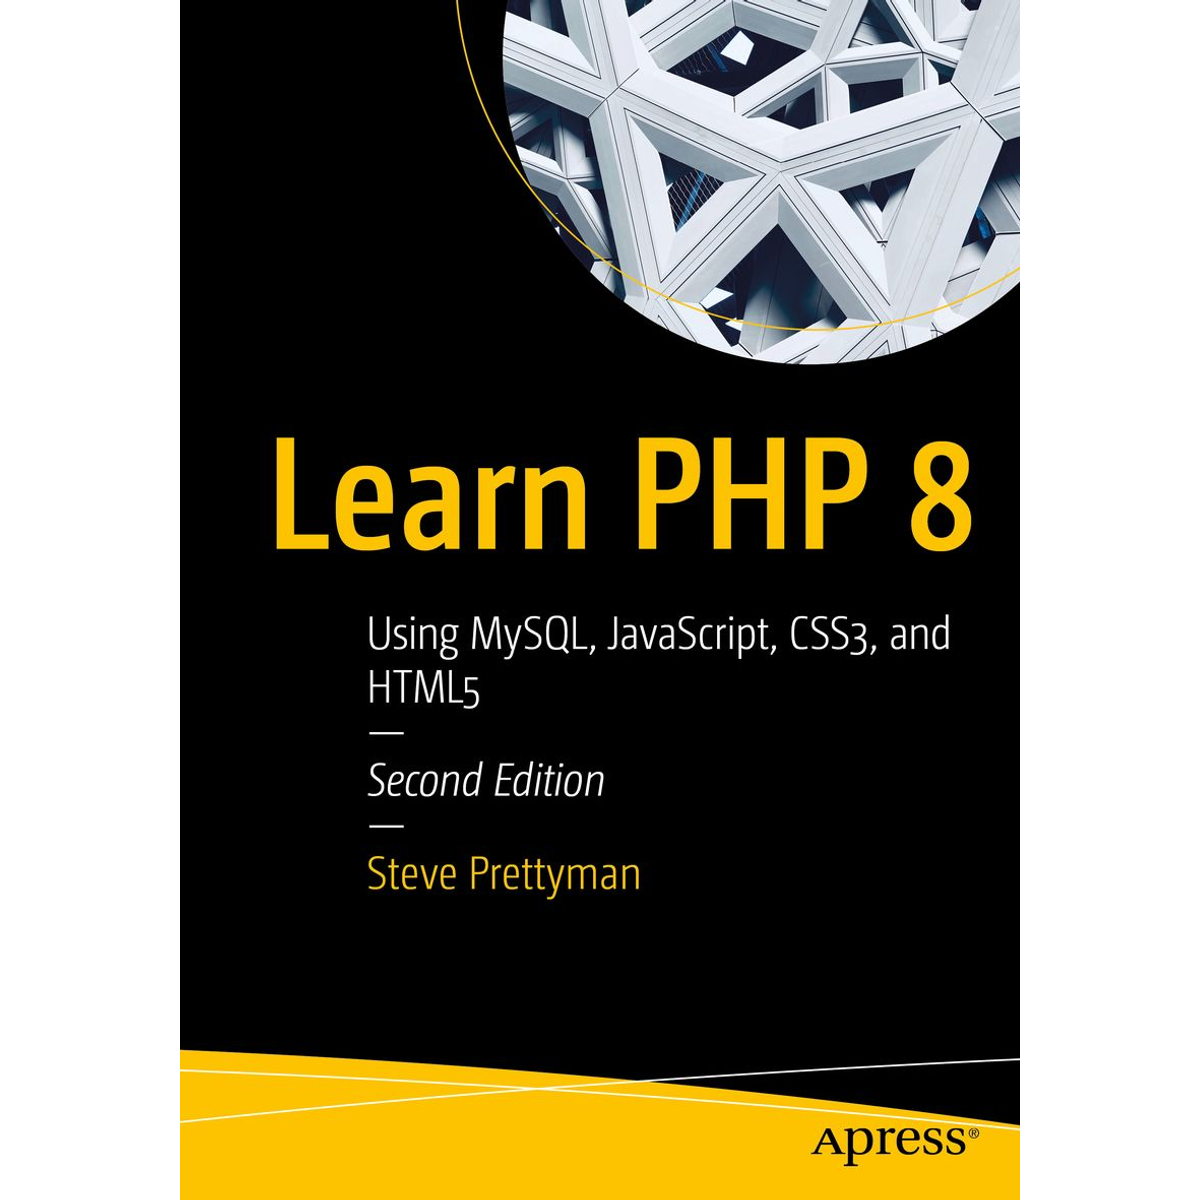 Learn PHP 8
Using MySQL, JavaScript, CSS3, and
HTML5
Second Edition
Steve Prettyman
Apress®